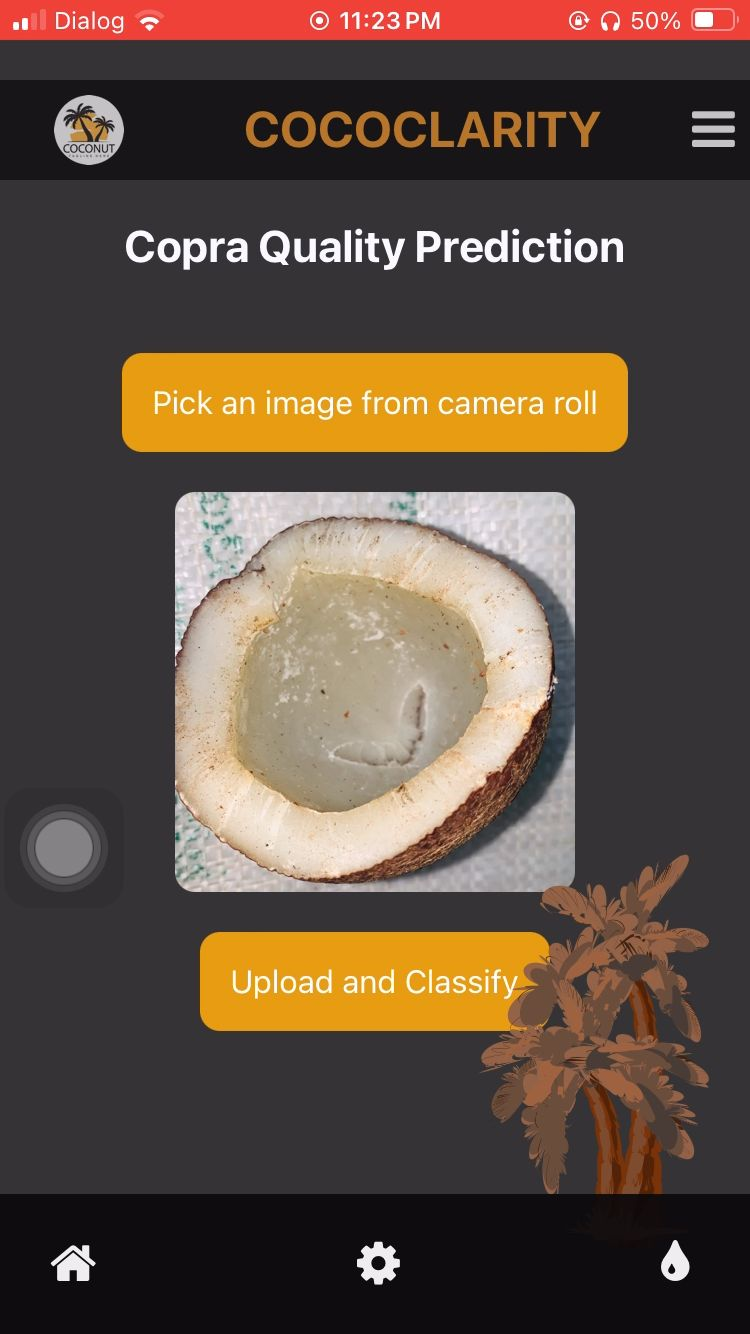 Dialog 11:23 PM 50%
COCONUT
COCOCLARITY
Copra Quality Prediction
Pick an image from camera roll
Upload and Classify